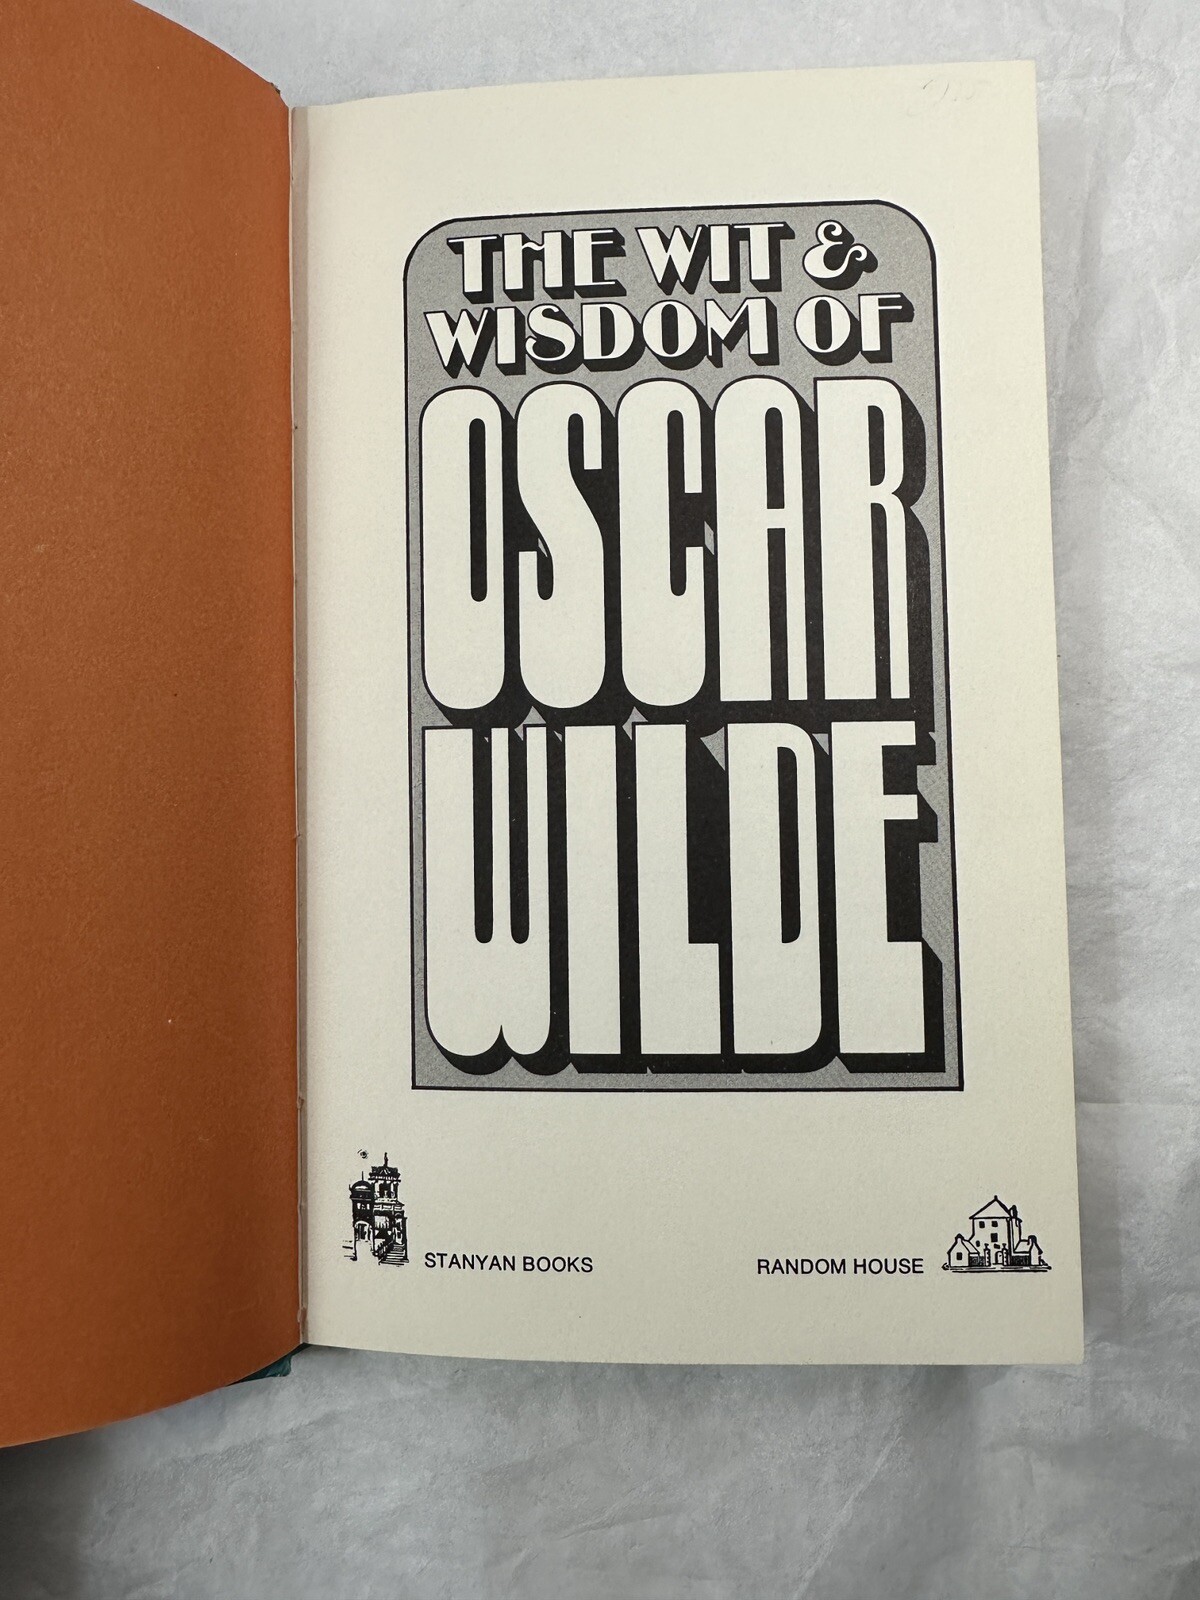 THE WIT &
WISDOM OF
OSCAR
WILDE
STANYAN BOOKS
RANDOM HOUSE